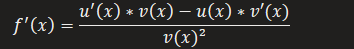 f′(x) = u′(x) * v(x) − u(x) * v′(x) / v(x)²